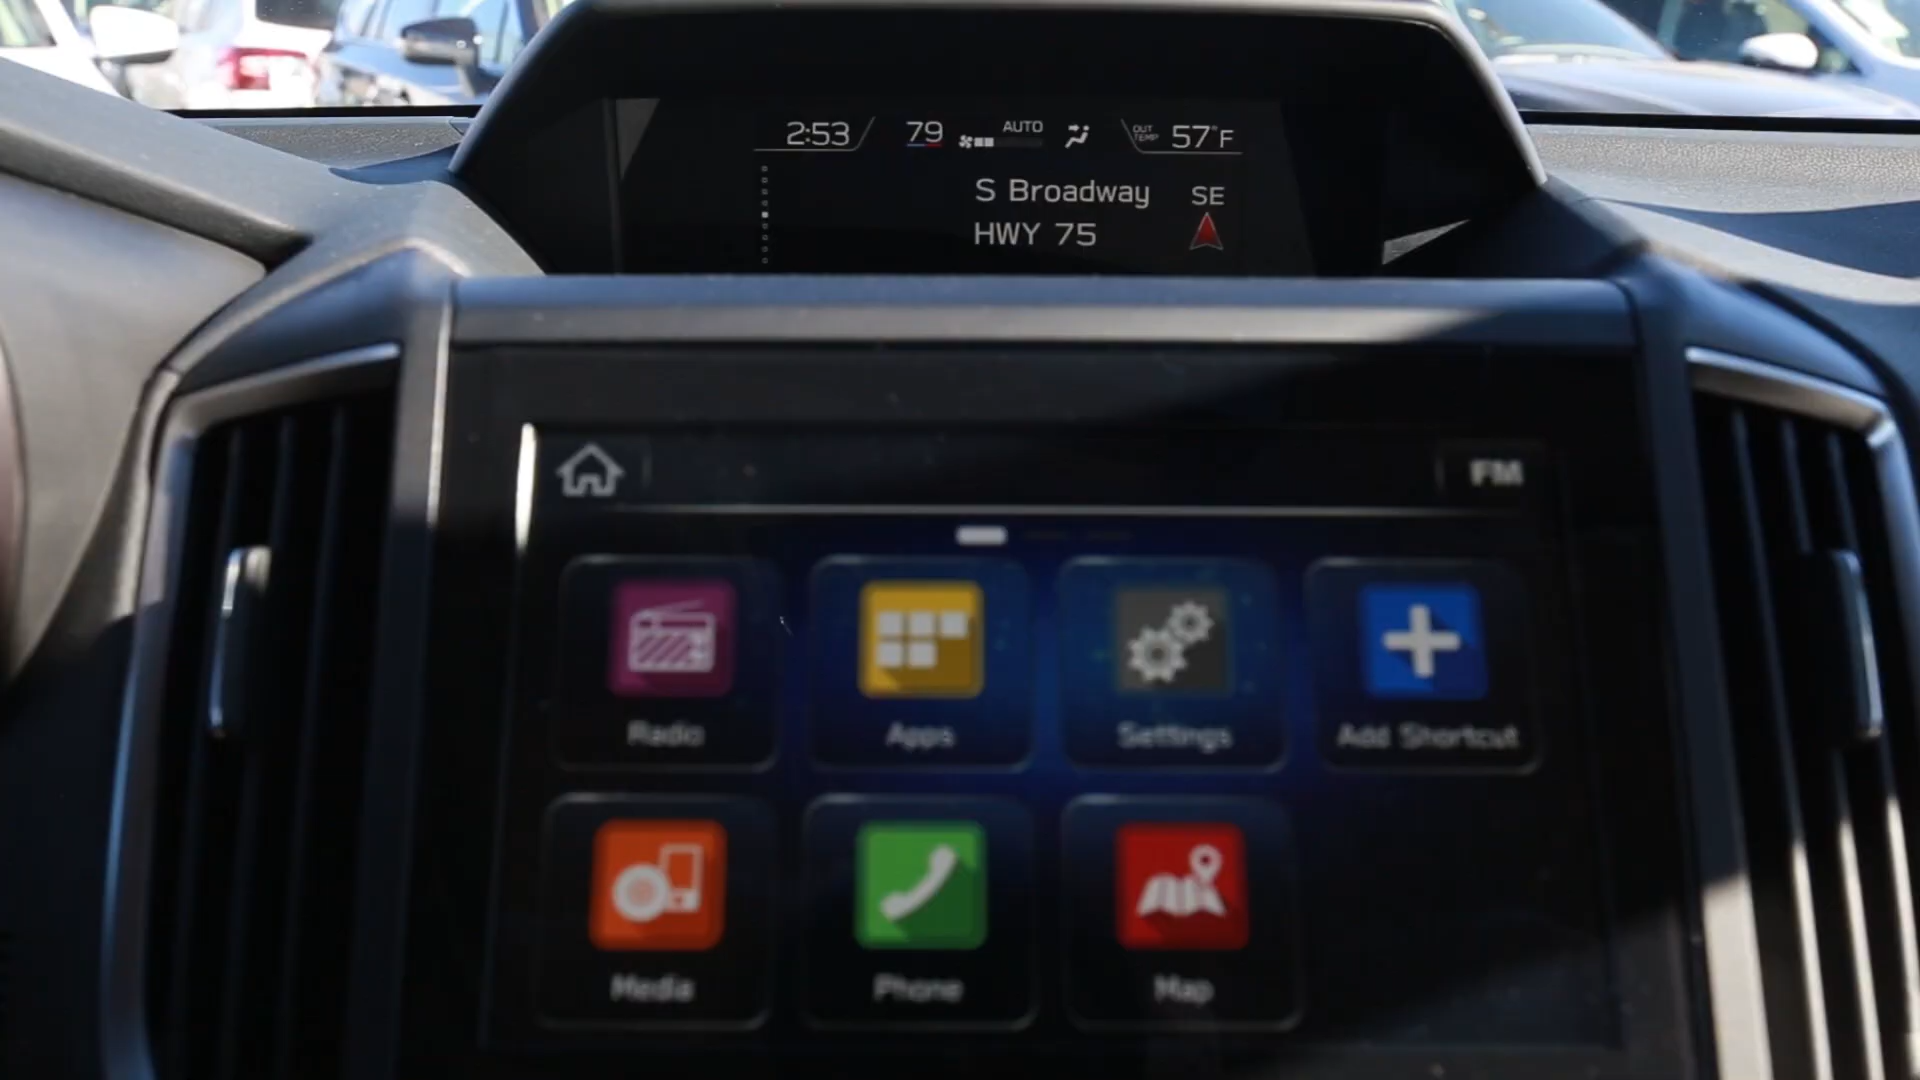 2:53 79 AUTO OUT TEMP 57°F
S Broadway SE
HWY 75
FM
Radio Apps Settings Add Shortcut
Media Phone Map